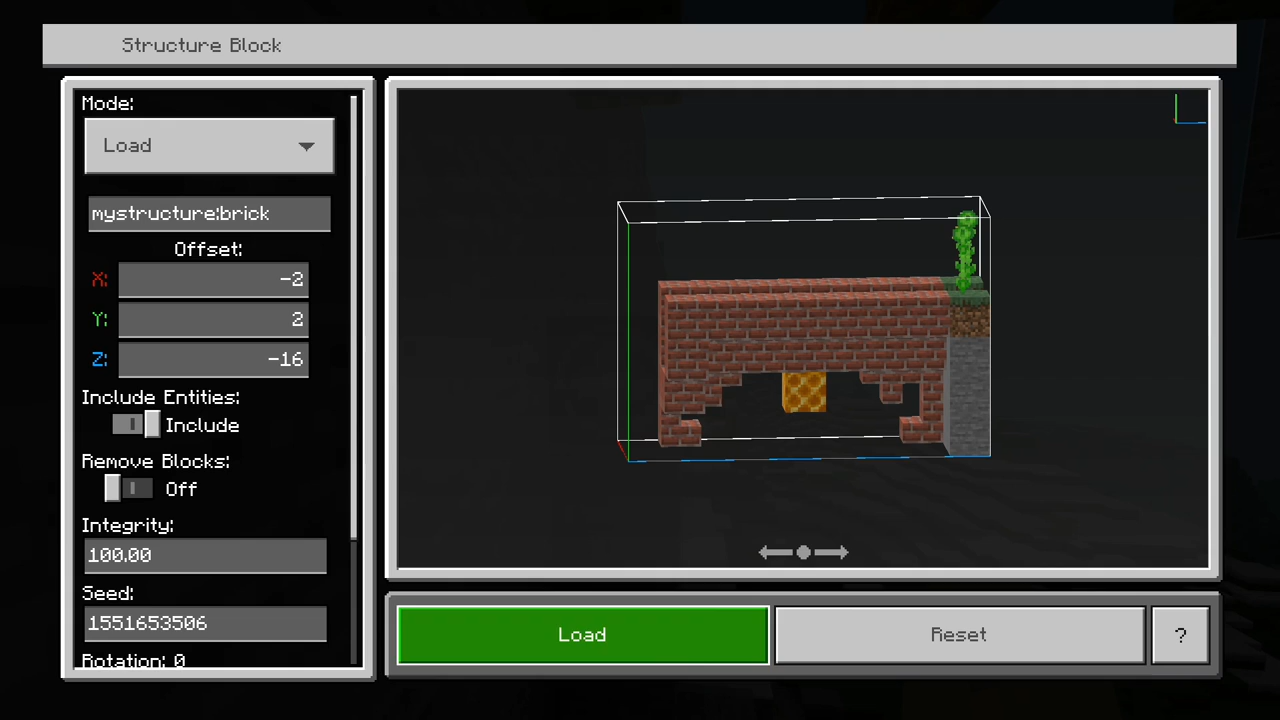 Structure Block
Mode:
Load
mystructure:brick
Offset:
X: -2
Y: 2
Z: -16
Include Entities:
Include
Remove Blocks:
Off
Integrity:
100.00
Seed:
1551653506
Rotation: 0
Load
Reset
?